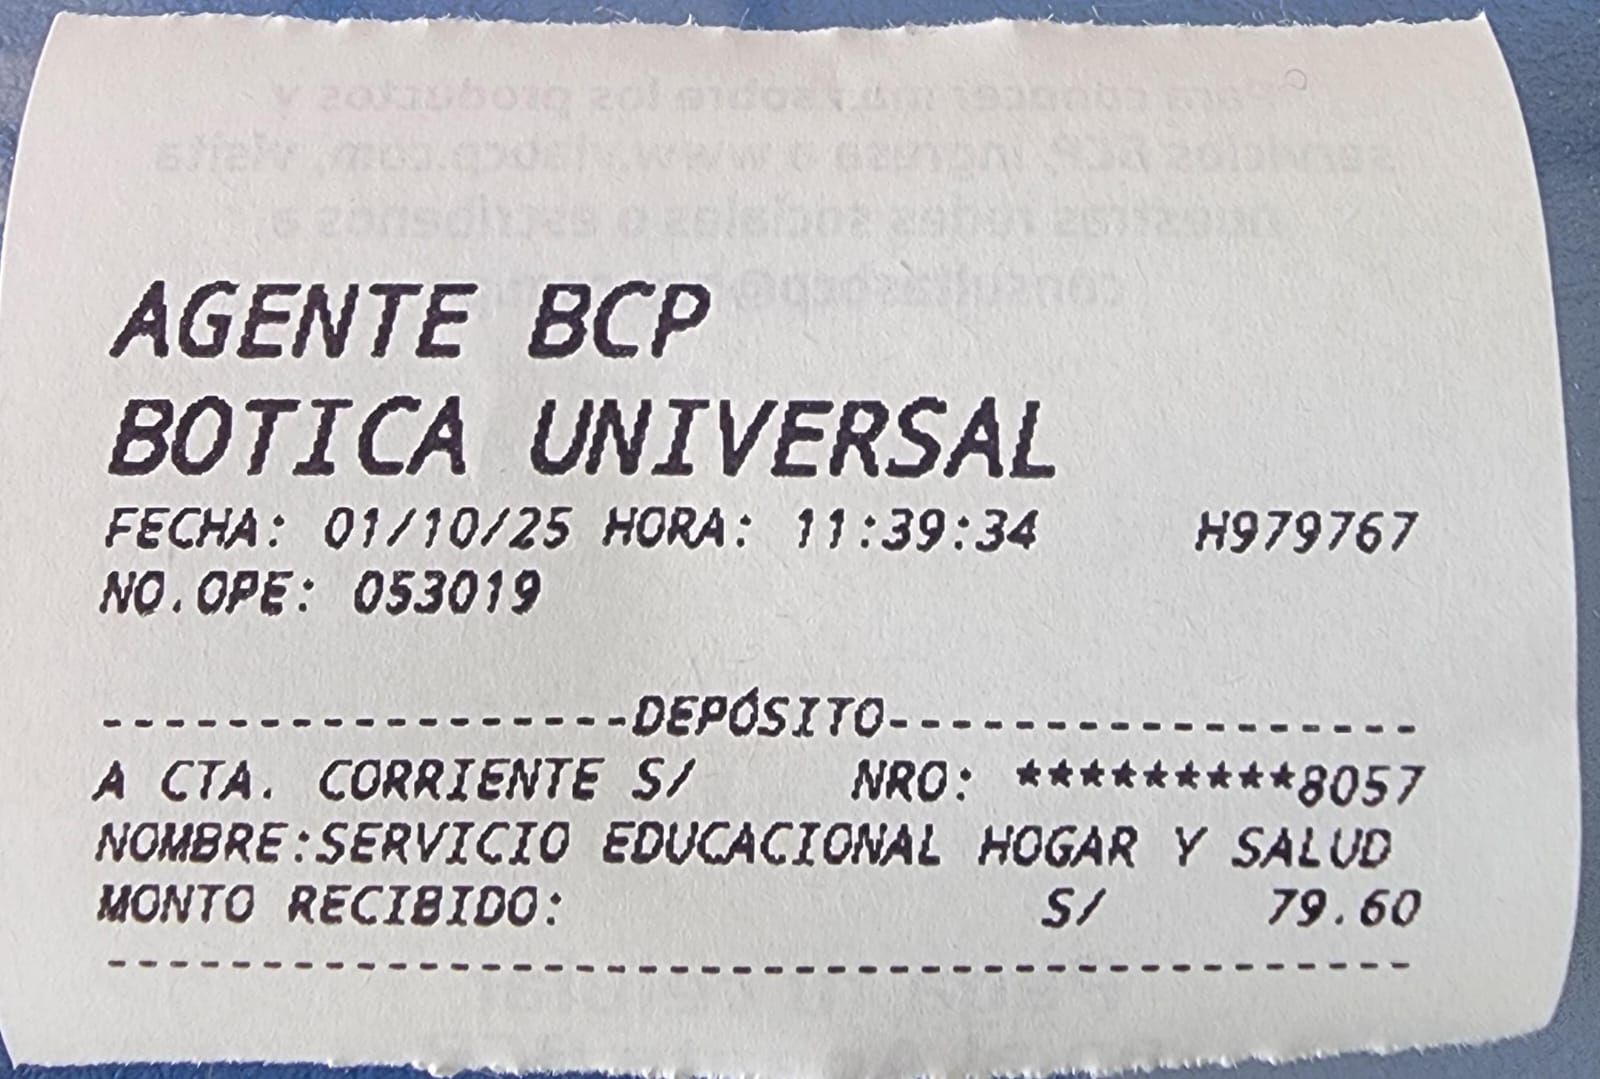 AGENTE BCP
BOTICA UNIVERSAL
FECHA: 01/10/25 HORA: 11:39:34 H979767
NO.OPE: 053019
-----------------DEPÓSITO-----------------
A CTA. CORRIENTE S/ NRO: *********8057
NOMBRE:SERVICIO EDUCACIONAL HOGAR Y SALUD
MONTO RECIBIDO: S/ 79.60
------------------------------------------